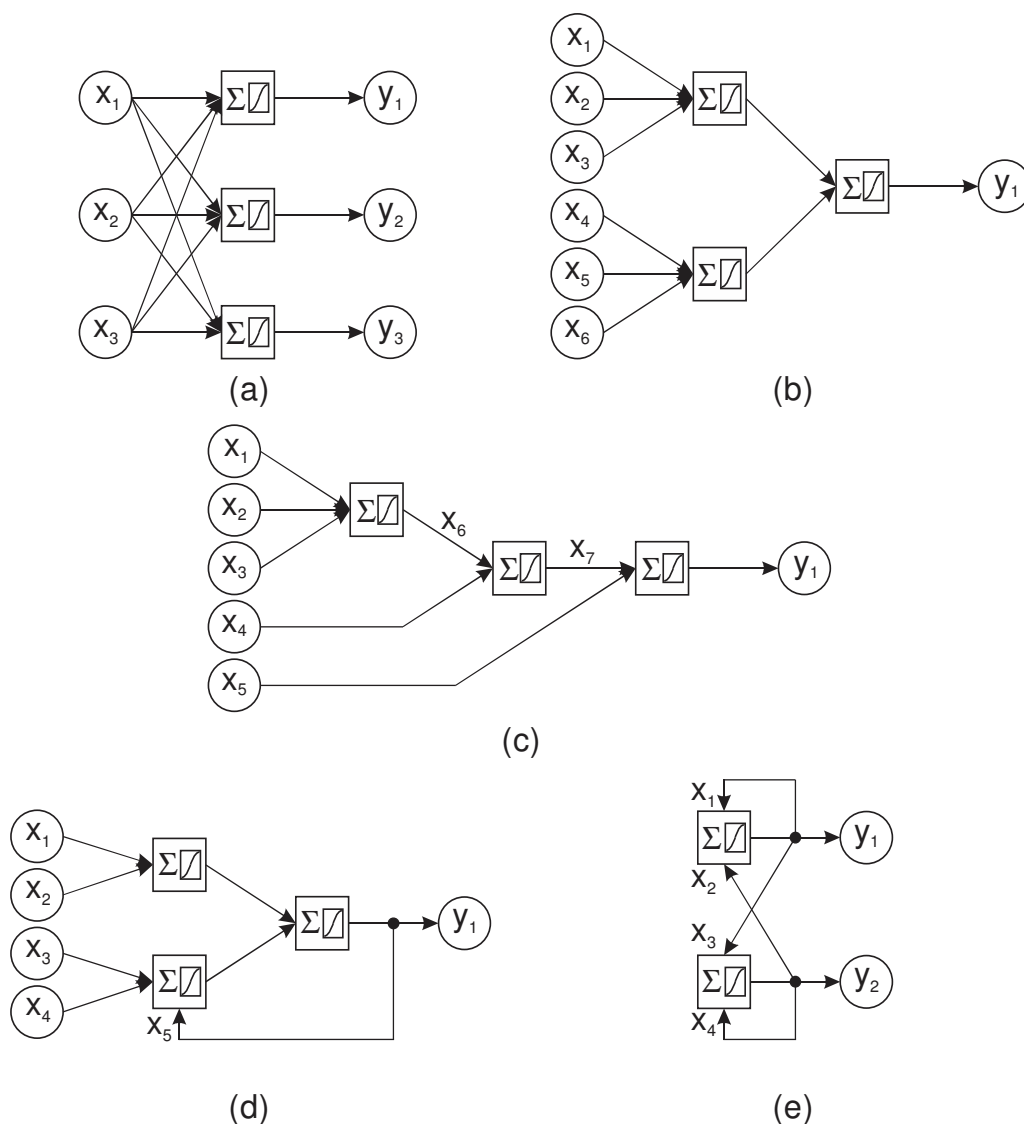 x₁ Σ y₁
x₂ Σ y₂
x₃ Σ y₃
(a)
x₁
x₂ Σ
x₃
Σ y₁
x₄
x₅ Σ
x₆
(b)
x₁
x₂ Σ x₆
x₃ Σ x₇ Σ y₁
x₄
x₅
(c)
x₁
Σ
x₂
Σ y₁
x₃
Σ
x₄
x₅
(d)
x₁
Σ y₁
x₂
x₃
Σ y₂
x₄
(e)